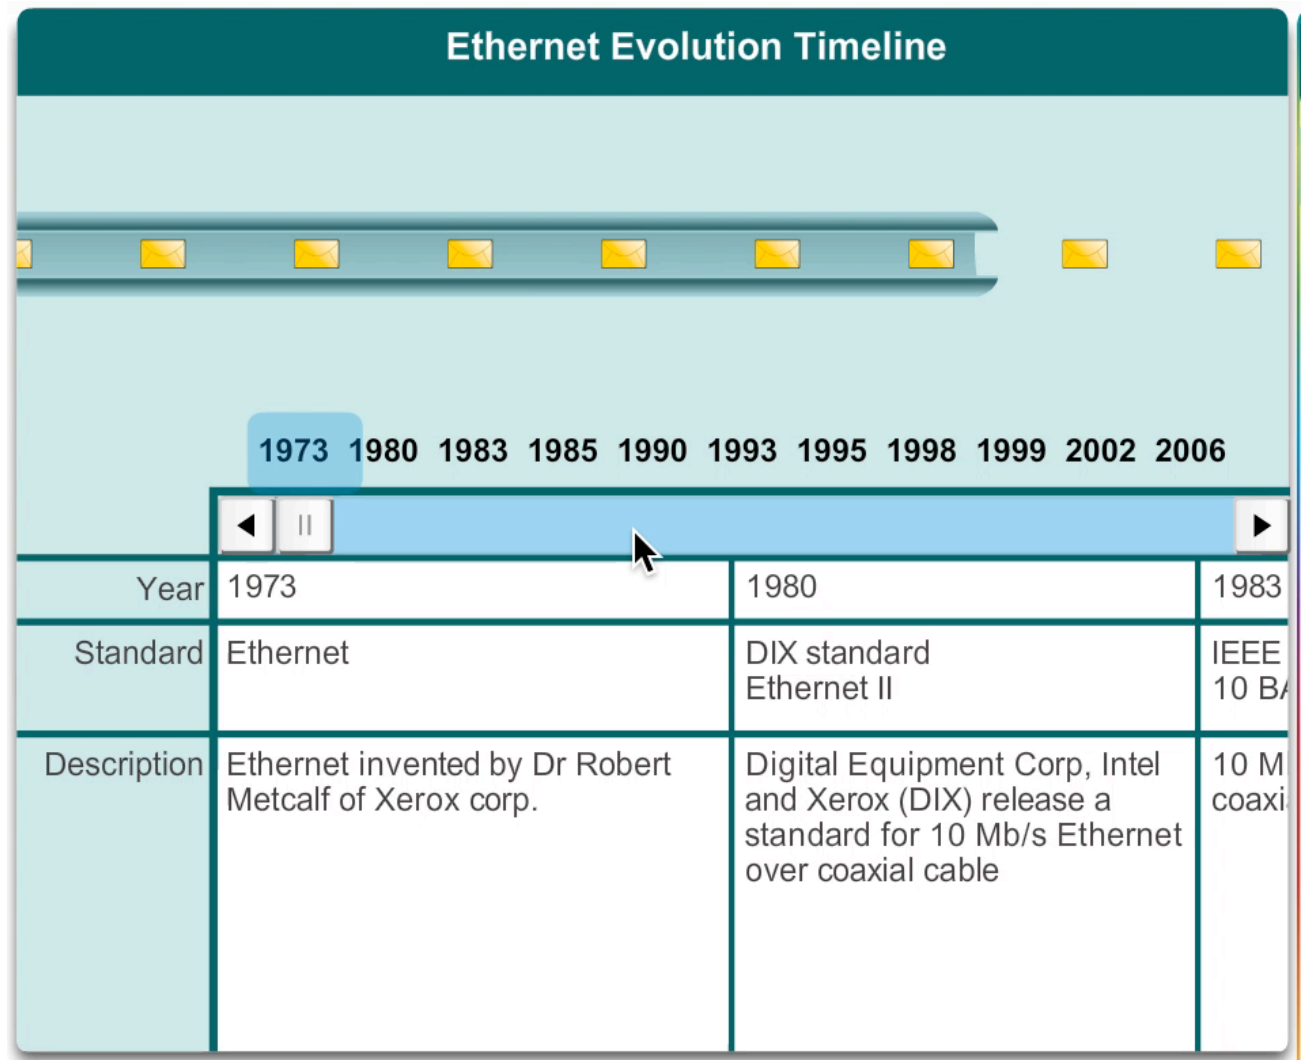 Ethernet Evolution Timeline
1973 1980 1983 1985 1990 1993 1995 1998 1999 2002 2006
Year
1973
1980
1983
Standard
Ethernet
DIX standard
Ethernet II
IEEE
10
Description
Ethernet invented by Dr Robert
Metcalf of Xerox corp.
Digital Equipment Corp, Intel
and Xerox (DIX) release a
standard for 10 Mb/s Ethernet
over coaxial cable
10